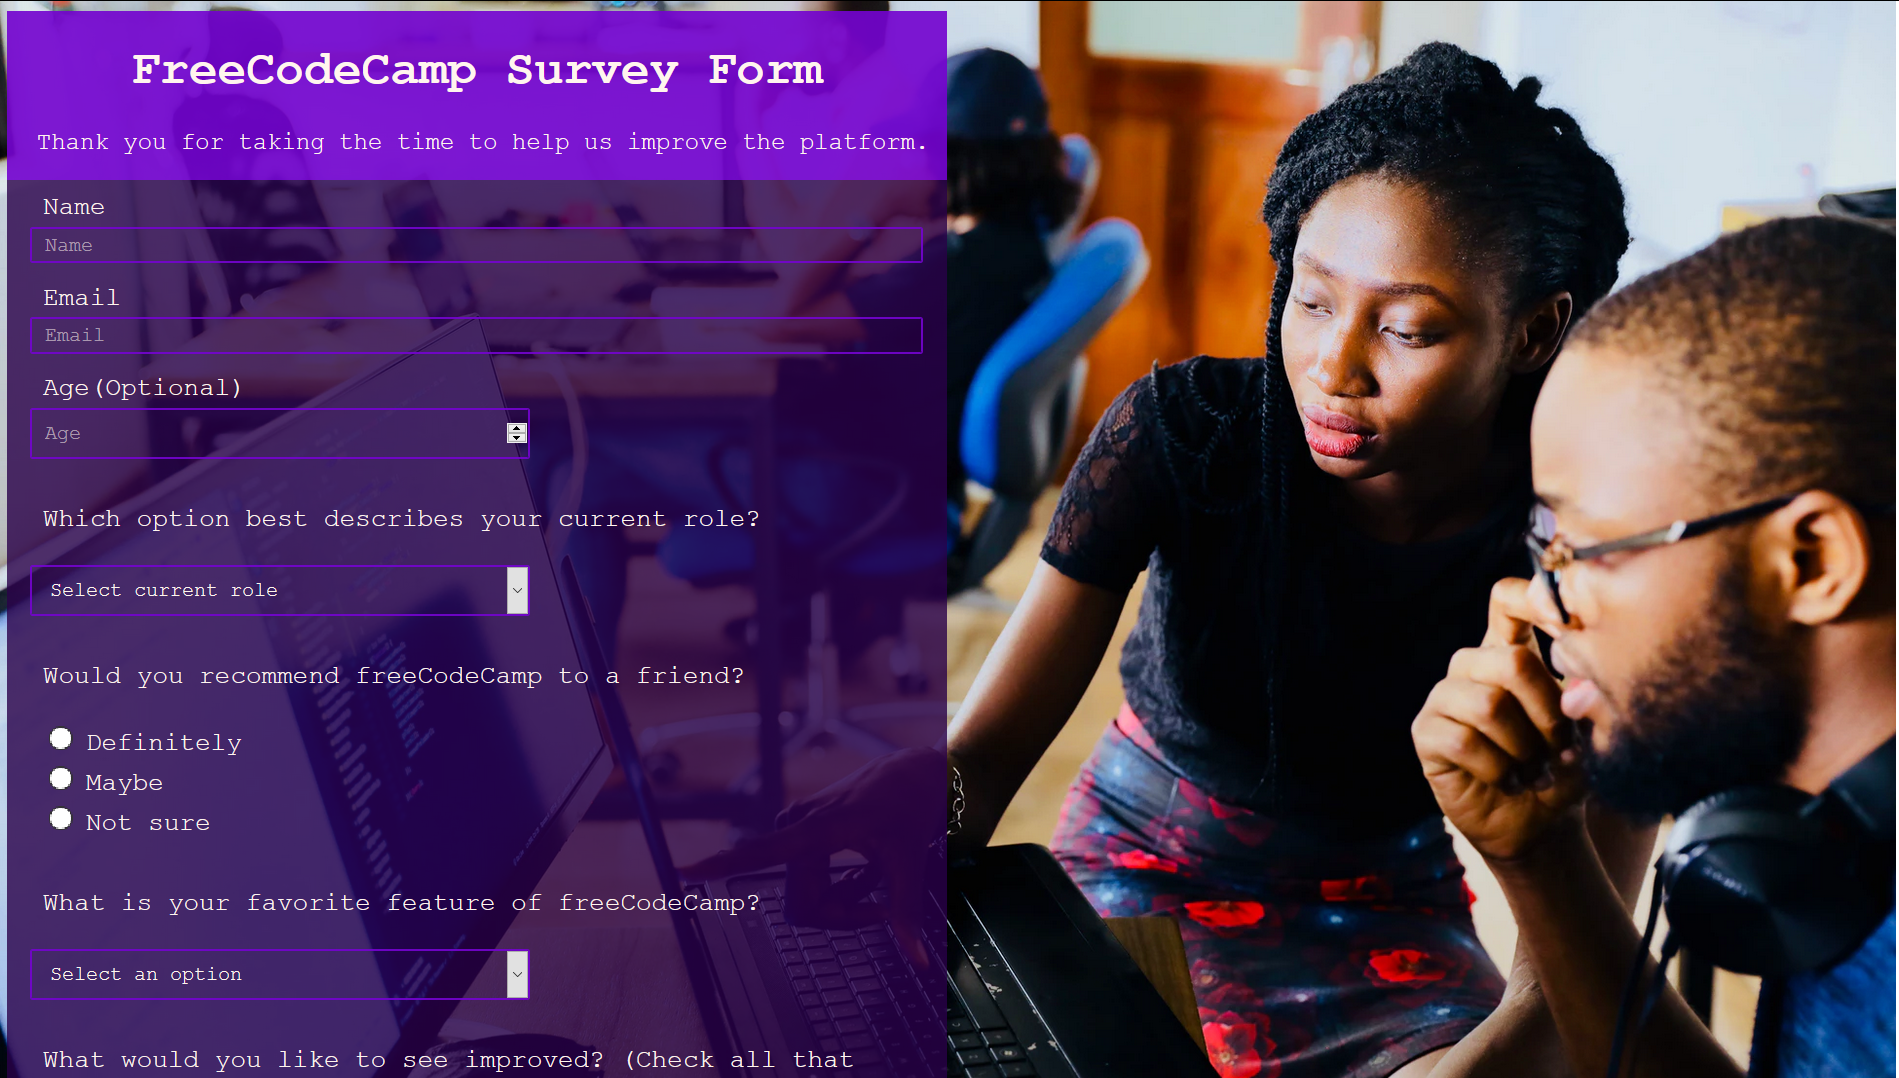 FreeCodeCamp Survey Form
Thank you for taking the time to help us improve the platform.
Name
Name
Email
Email
Age(Optional)
Age
Which option best describes your current role?
Select current role
Would you recommend freeCodeCamp to a friend?
Definitely
Maybe
Not sure
What is your favorite feature of freeCodeCamp?
Select an option
What would you like to see improved? (Check all that